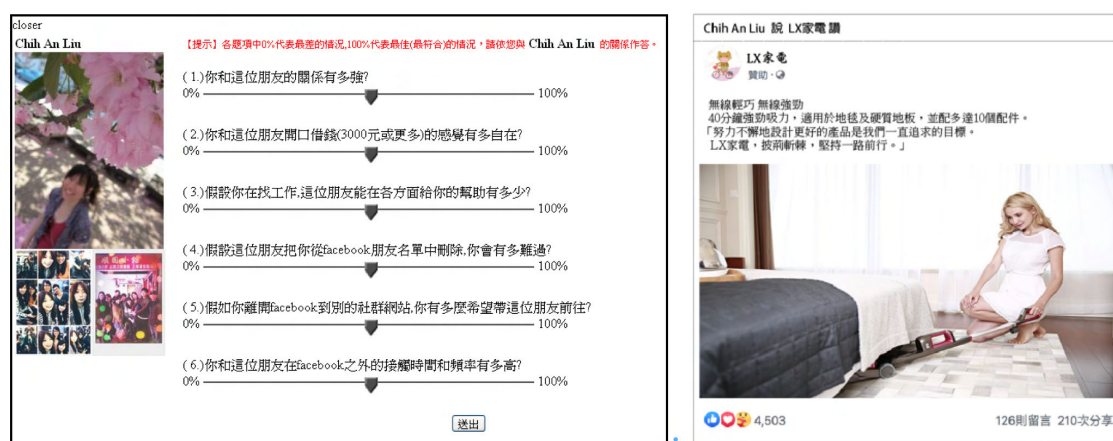 closer
Chih An Liu
【提示】各題項中0%代表最差的情況,100%代表最佳(最符合)的情況，請依您與 Chih An Liu 的關係作答。
( 1.)你和這位朋友的關係有多強?
0% 100%
( 2.)你和這位朋友開口借錢(3000元或更多)的感覺有多自在?
0% 100%
( 3.)假設你在找工作,這位朋友能在各方面給你的幫助有多少?
0% 100%
( 4.)假設這位朋友把你從facebook朋友名單中刪除,你會有多難過?
0% 100%
( 5.)假如你離開facebook到別的社群網站,你有多麼希望帶這位朋友前往?
0% 100%
( 6.)你和這位朋友在facebook之外的接觸時間和頻率有多高?
0% 100%
送出
Chih An Liu 說 LX家電 讚
LX家電
贊助 ·
無線輕巧 無線強勁
40分鐘強勁吸力，適用於地毯及硬質地板，並配多達10個配件。
「努力不懈地設計更好的產品是我們一直追求的目標。
LX家電，披荊斬棘，堅持一路前行。」
4,503
126則留言 210次分享